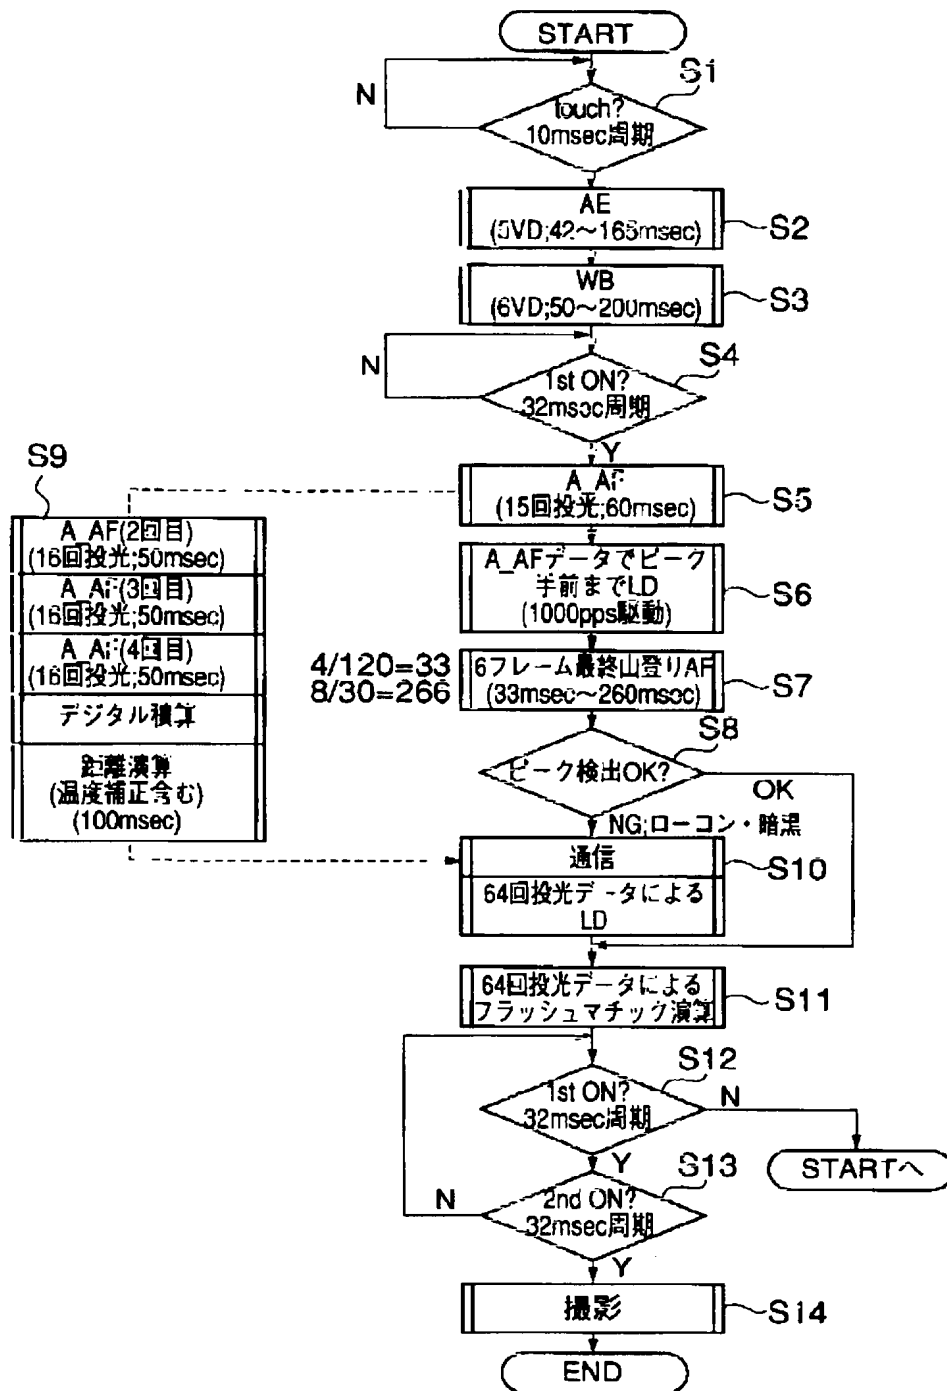 START
S1
N
touch?
10msec周期
AE
(5VD;42〜165msec)
S2
WB
(6VD;50〜200msec)
S3
S4
N
1st ON?
32msec周期
Y
S9
A_AF
(15回投光;60msec)
S5
A_AF(2回目)
(16回投光;50msec)
A_AF(3回目)
(16回投光;50msec)
A_AF(4回目)
(16回投光;50msec)
デジタル積算
距離演算
(温度補正含む)
(100msec)
A_AFデータでピーク
手前までLD
(1000pps駆動)
S6
4/120=33
8/30=266
6フレーム最終山登りAF
(33msec〜260msec)
S7
S8
ピーク検出OK?
OK
NG;ローコン・暗黒
通信
S10
64回投光データによる
LD
64回投光データによる
フラッシュマチック演算
S11
S12
1st ON?
32msec周期
N
Y
STARTへ
S13
N
2nd ON?
32msec周期
Y
撮影
S14
END